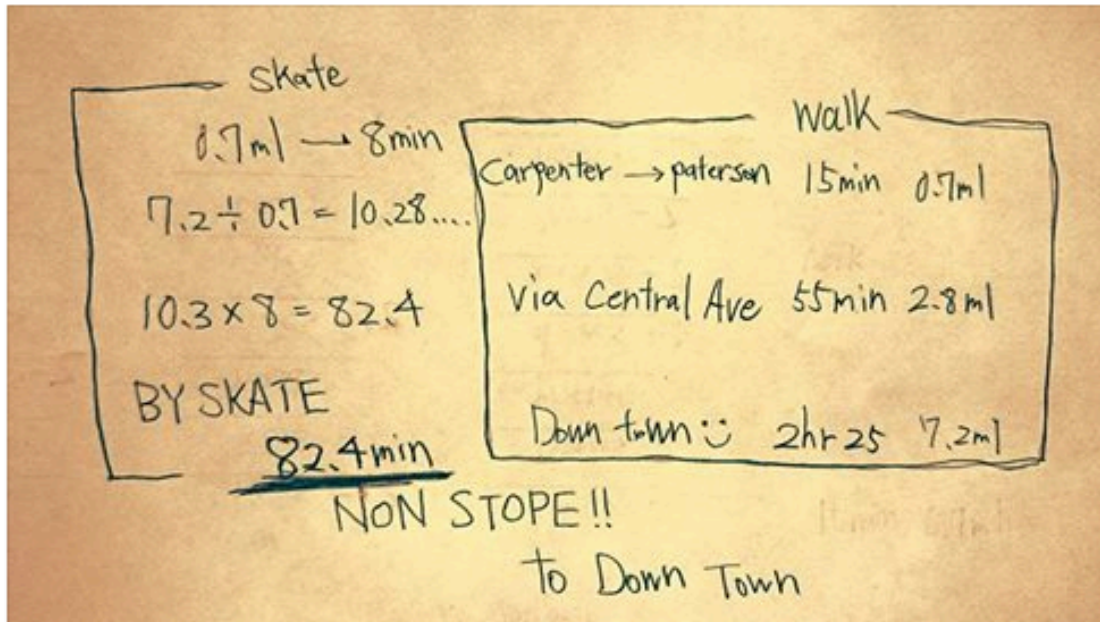 Skate
0.7ml → 8min
7.2 ÷ 0.7 = 10.28....
10.3 × 8 = 82.4
BY SKATE
82.4min
Walk
Carpenter → paterson 15min 0.7ml
Via Central Ave 55min 2.8ml
Down town :) 2hr 25 7.2ml
NON STOPE!!
to Down Town